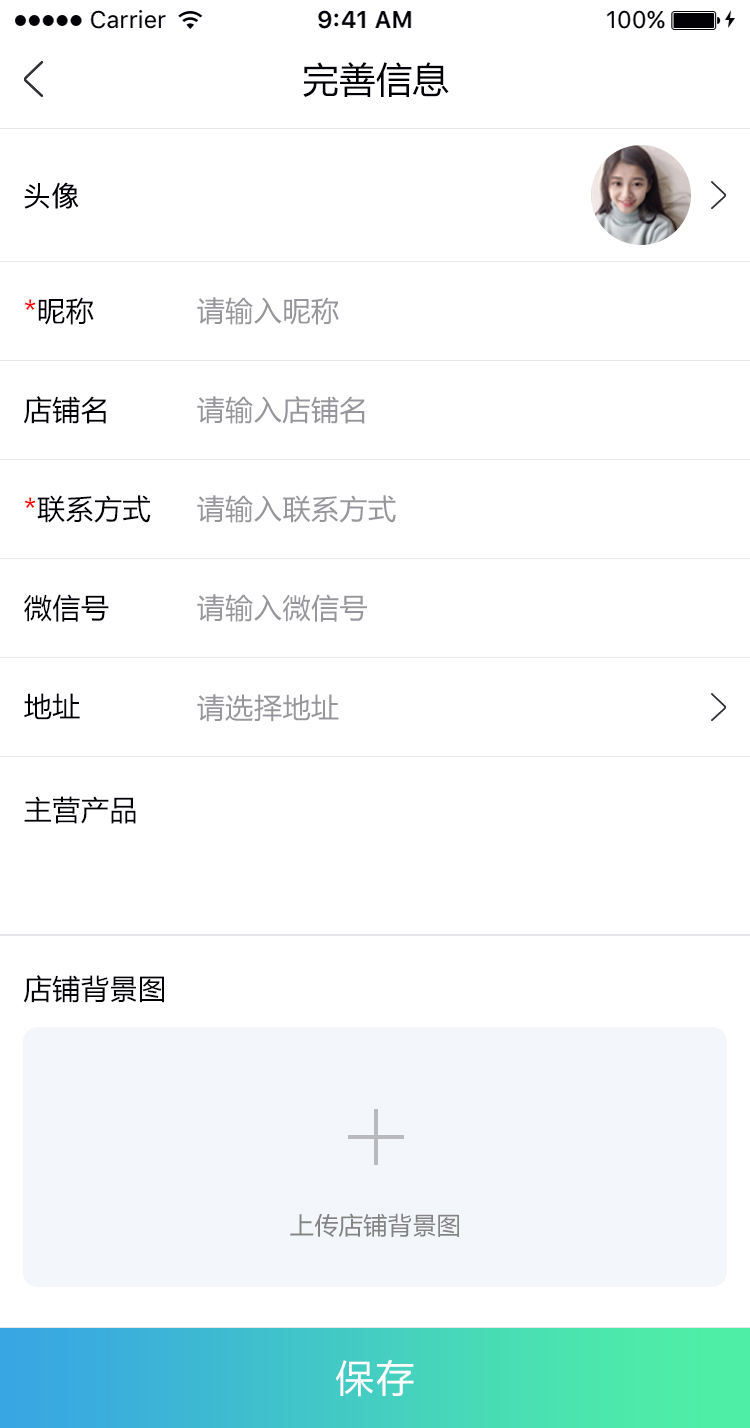 Carrier 9:41 AM 100%
完善信息
头像
*昵称 请输入昵称
店铺名 请输入店铺名
*联系方式 请输入联系方式
微信号 请输入微信号
地址 请选择地址
主营产品
店铺背景图
上传店铺背景图
保存